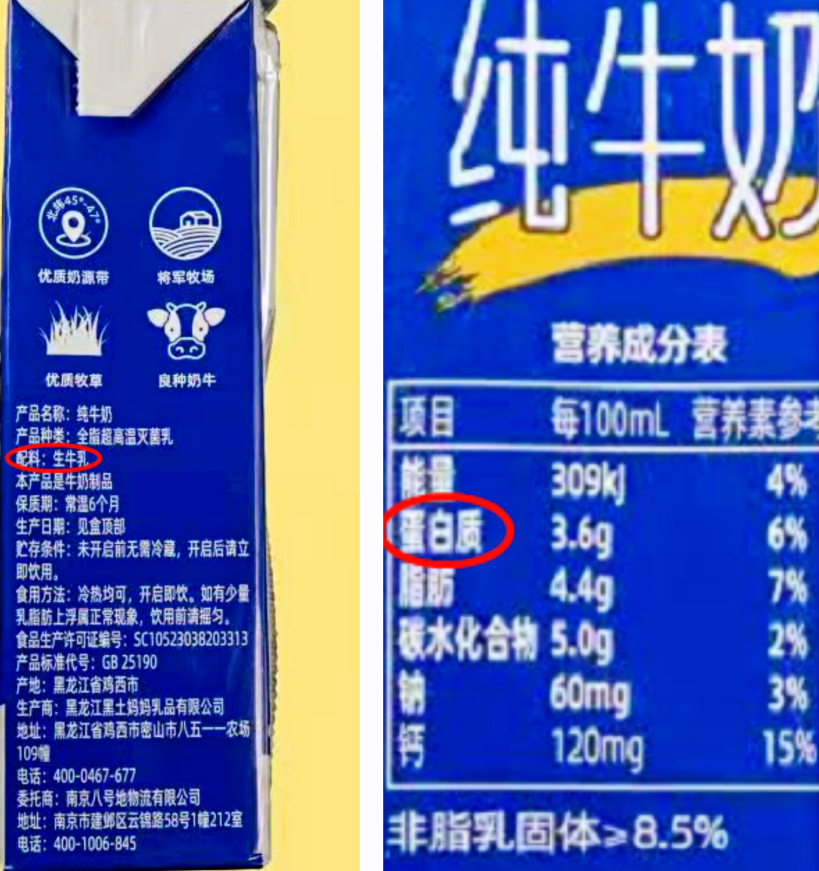 北纬45°-47°
优质奶源带
将军牧场
优质牧草
良种奶牛
产品名称：纯牛奶
产品种类：全脂超高温灭菌乳
配料：生牛乳
本产品是牛奶制品
保质期：常温6个月
生产日期：见盒顶部
贮存条件：未开启前无需冷藏，开启后请立
即饮用。
食用方法：冷热均可，开启即饮。如有少量
乳脂肪上浮属正常现象，饮用前请摇匀。
食品生产许可证编号：SC10523038203313
产品标准代号：GB 25190
产地：黑龙江省鸡西市
生产商：黑龙江黑土妈妈乳品有限公司
地址：黑龙江省鸡西市密山市八五一一农场
109幢
电话：400-0467-677
委托商：南京八号地物流有限公司
地址：南京市建邺区云锦路58号1幢212室
电话：400-1006-845
纯牛奶
营养成分表
项目 每100mL 营养素参考
能量 309kJ 4%
蛋白质 3.6g 6%
脂肪 4.4g 7%
碳水化合物 5.0g 2%
钠 60mg 3%
钙 120mg 15%
非脂乳固体≥8.5%